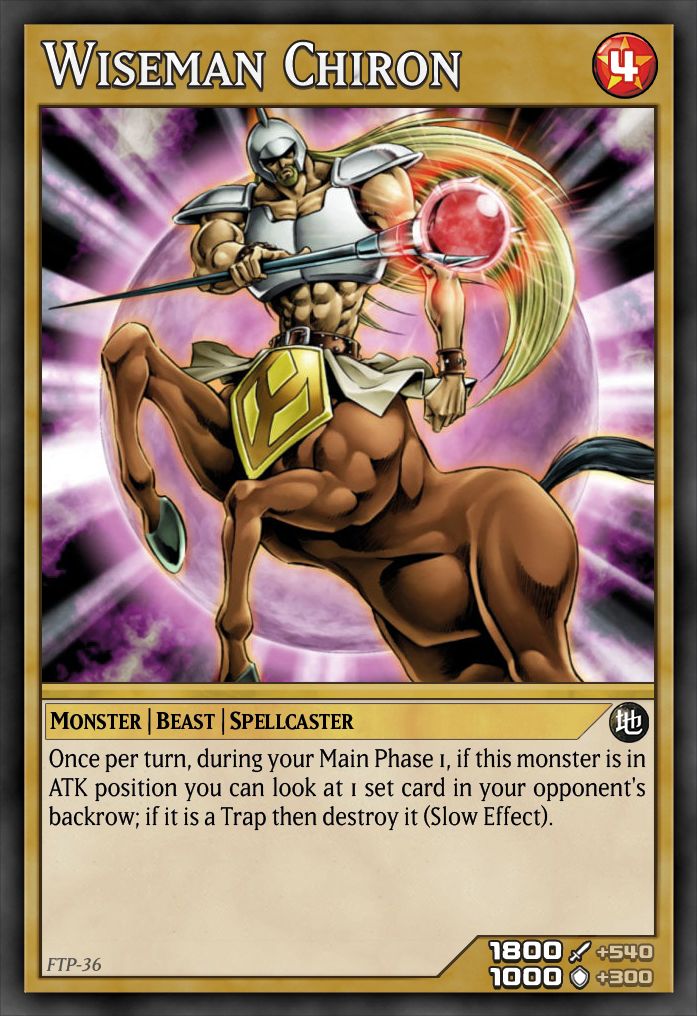 Wiseman Chiron
4
Monster | Beast | Spellcaster
Once per turn, during your Main Phase 1, if this monster is in
ATK position you can look at 1 set card in your opponent's
backrow; if it is a Trap then destroy it (Slow Effect).
1800 +540
FTP-36
1000 +300